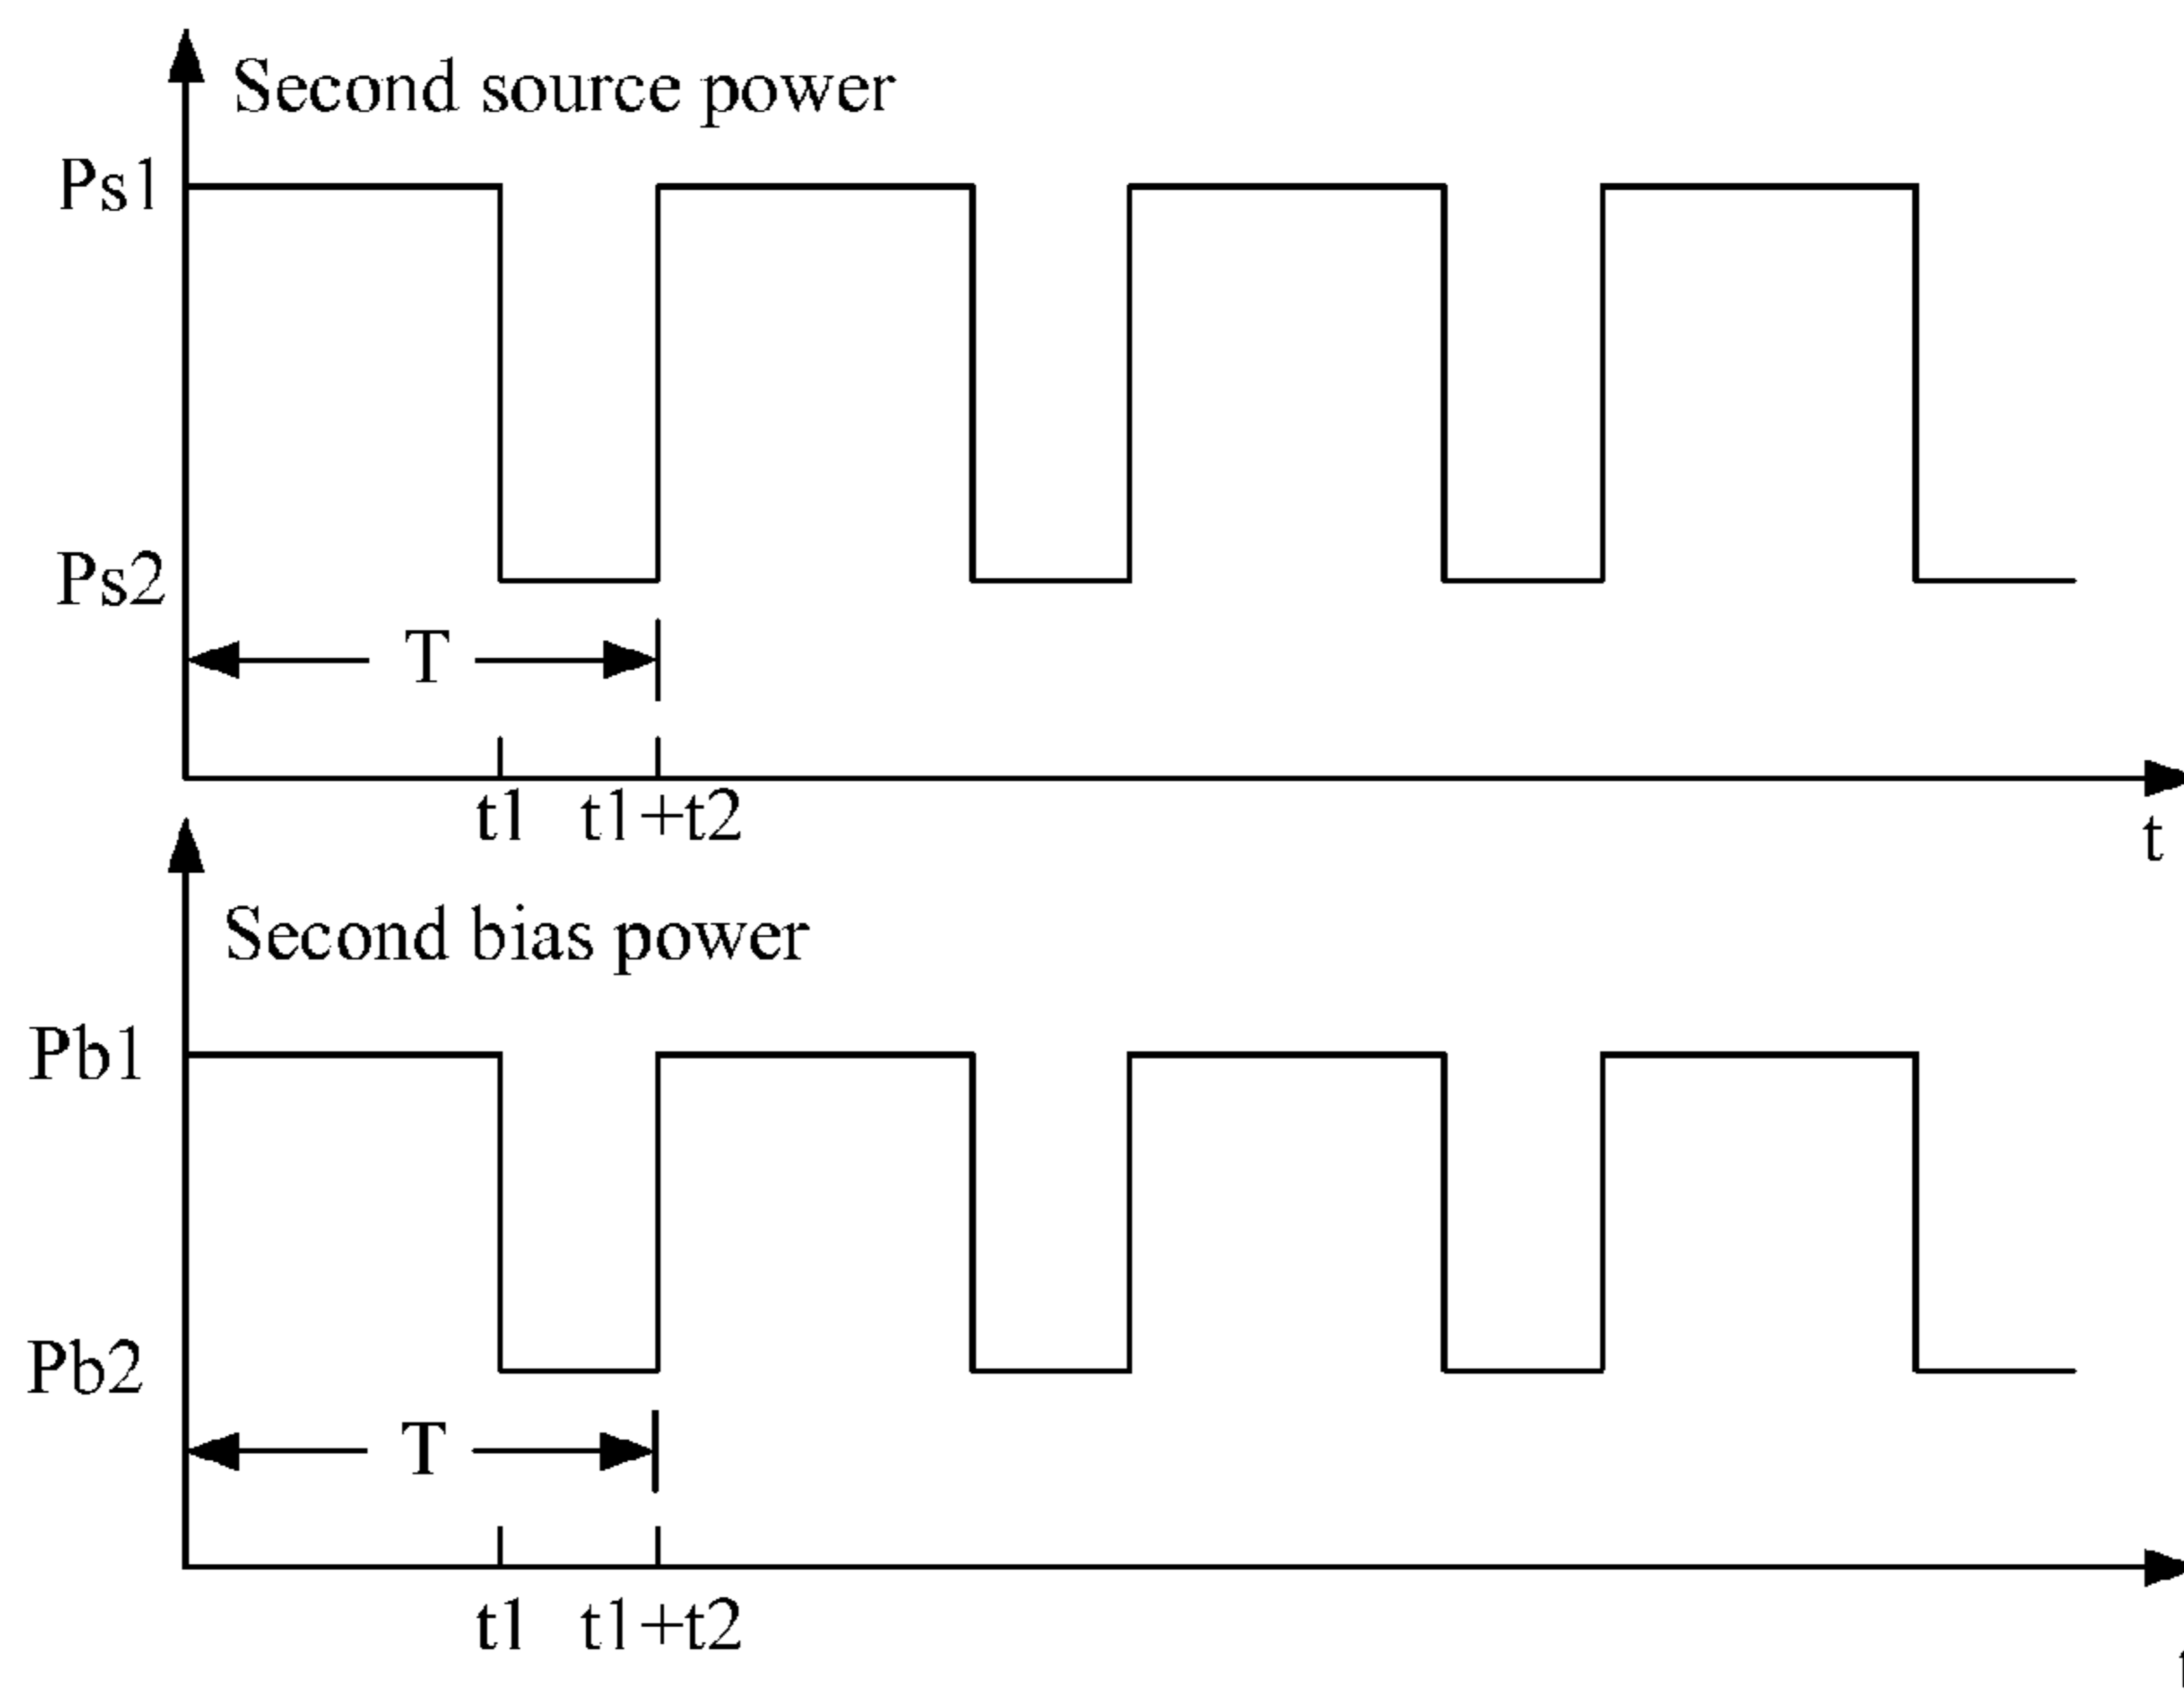 Second source power
Ps1
Ps2
T
t1 t1+t2
t
Second bias power
Pb1
Pb2
T
t1 t1+t2